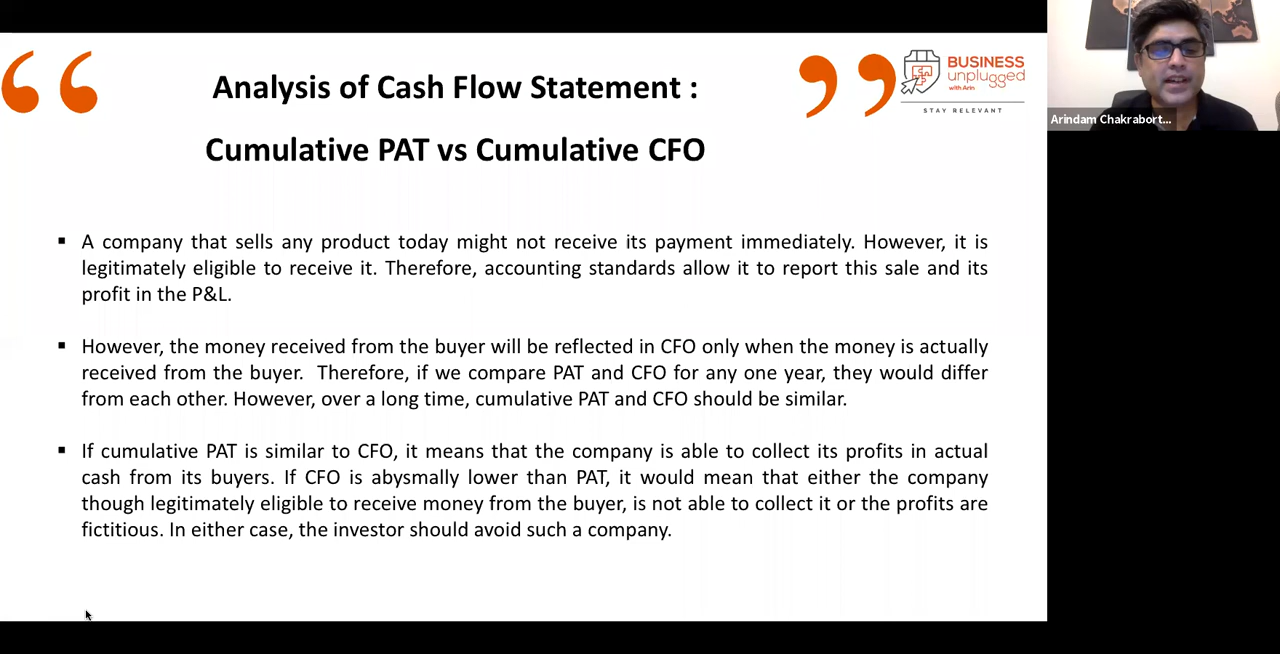 Analysis of Cash Flow Statement :
Cumulative PAT vs Cumulative CFO
BUSINESS
unplugged
with Arin
STAY RELEVANT
Arindam Chakrabort...
▪ A company that sells any product today might not receive its payment immediately. However, it is
legitimately eligible to receive it. Therefore, accounting standards allow it to report this sale and its
profit in the P&L.
▪ However, the money received from the buyer will be reflected in CFO only when the money is actually
received from the buyer. Therefore, if we compare PAT and CFO for any one year, they would differ
from each other. However, over a long time, cumulative PAT and CFO should be similar.
▪ If cumulative PAT is similar to CFO, it means that the company is able to collect its profits in actual
cash from its buyers. If CFO is abysmally lower than PAT, it would mean that either the company
though legitimately eligible to receive money from the buyer, is not able to collect it or the profits are
fictitious. In either case, the investor should avoid such a company.